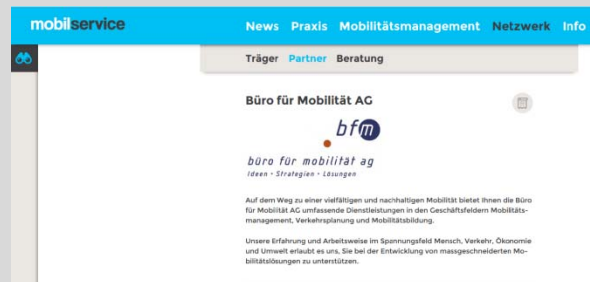 mobilservice
News Praxis Mobilitätsmanagement Netzwerk Info
Träger Partner Beratung
Büro für Mobilität AG
bfm
büro für mobilität ag
Ideen • Strategien • Lösungen
Auf dem Weg zu einer vielfältigen und nachhaltigen Mobilität bietet Ihnen die Büro
für Mobilität AG umfassende Dienstleistungen in den Geschäftsfeldern Mobilitäts-
management, Verkehrsplanung und Mobilitätsbildung.
Unsere Erfahrung und Arbeitsweise im Spannungsfeld Mensch, Verkehr, Ökonomie
und Umwelt erlaubt es uns, Sie bei der Entwicklung von massgeschneiderten Mo-
bilitätslösungen zu unterstützen.